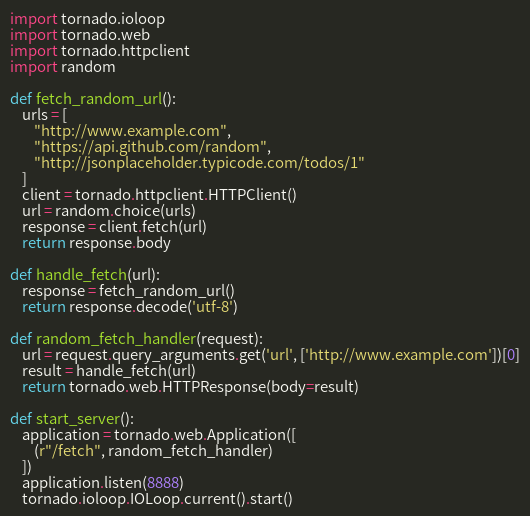 import tornado.ioloop
import tornado.web
import tornado.httpclient
import random

def fetch_random_url():
    urls = [
        "http://www.example.com",
        "https://api.github.com/random",
        "http://jsonplaceholder.typicode.com/todos/1"
    ]
    client = tornado.httpclient.HTTPClient()
    url = random.choice(urls)
    response = client.fetch(url)
    return response.body

def handle_fetch(url):
    response = fetch_random_url()
    return response.decode('utf-8')

def random_fetch_handler(request):
    url = request.query_arguments.get('url', ['http://www.example.com'])[0]
    result = handle_fetch(url)
    return tornado.web.HTTPResponse(body=result)

def start_server():
    application = tornado.web.Application([
        (r"/fetch", random_fetch_handler)
    ])
    application.listen(8888)
    tornado.ioloop.IOLoop.current().start()